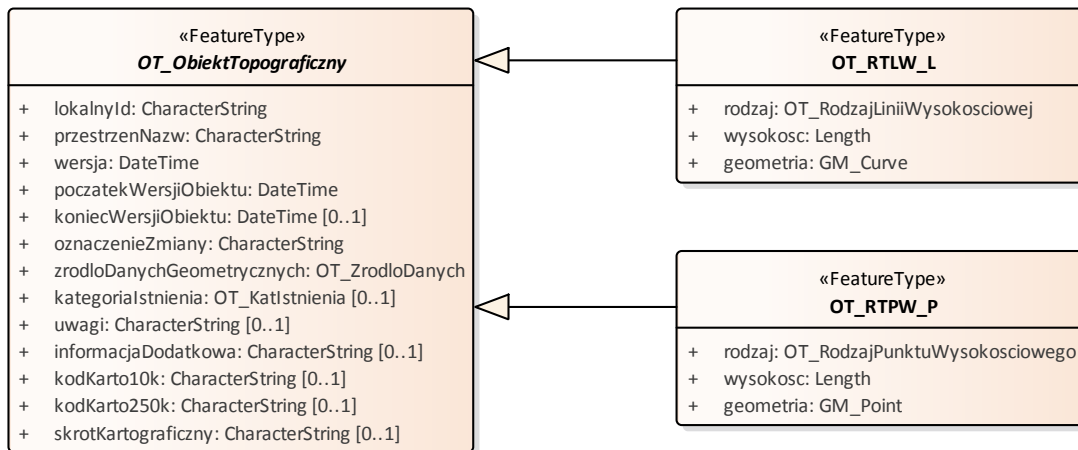 «FeatureType»
OT_ObiektTopograficzny
+ lokalnyId: CharacterString
+ przestrzenNazw: CharacterString
+ wersja: DateTime
+ poczatekWersjiObiektu: DateTime
+ koniecWersjiObiektu: DateTime [0..1]
+ oznaczenieZmiany: CharacterString
+ zrodloDanychGeometrycznych: OT_ZrodloDanych
+ kategoriaIstnienia: OT_KatIstnienia [0..1]
+ uwagi: CharacterString [0..1]
+ informacjaDodatkowa: CharacterString [0..1]
+ kodKarto10k: CharacterString [0..1]
+ kodKarto250k: CharacterString [0..1]
+ skrotKartograficzny: CharacterString [0..1]
«FeatureType»
OT_RTLW_L
+ rodzaj: OT_RodzajLiniiWysokosciowej
+ wysokosc: Length
+ geometria: GM_Curve
«FeatureType»
OT_RTPW_P
+ rodzaj: OT_RodzajPunktuWysokosciowego
+ wysokosc: Length
+ geometria: GM_Point